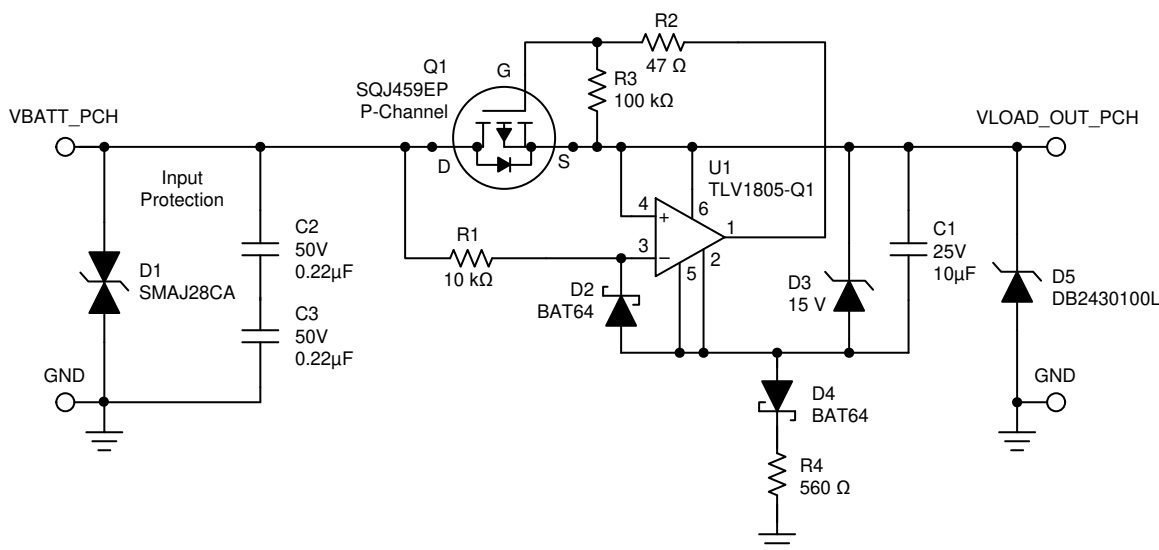 R2
47 Ω
Q1
SQJ459EP
P-Channel
G
R3
100 kΩ
VBATT_PCH
VLOAD_OUT_PCH
D
S
U1
TLV1805-Q1
Input
Protection
4
+
6
1
3
−
2
5
C2
50V
0.22µF
R1
10 kΩ
C1
25V
10µF
D1
SMAJ28CA
D2
BAT64
D3
15 V
D5
DB2430100L
C3
50V
0.22µF
GND
GND
D4
BAT64
R4
560 Ω